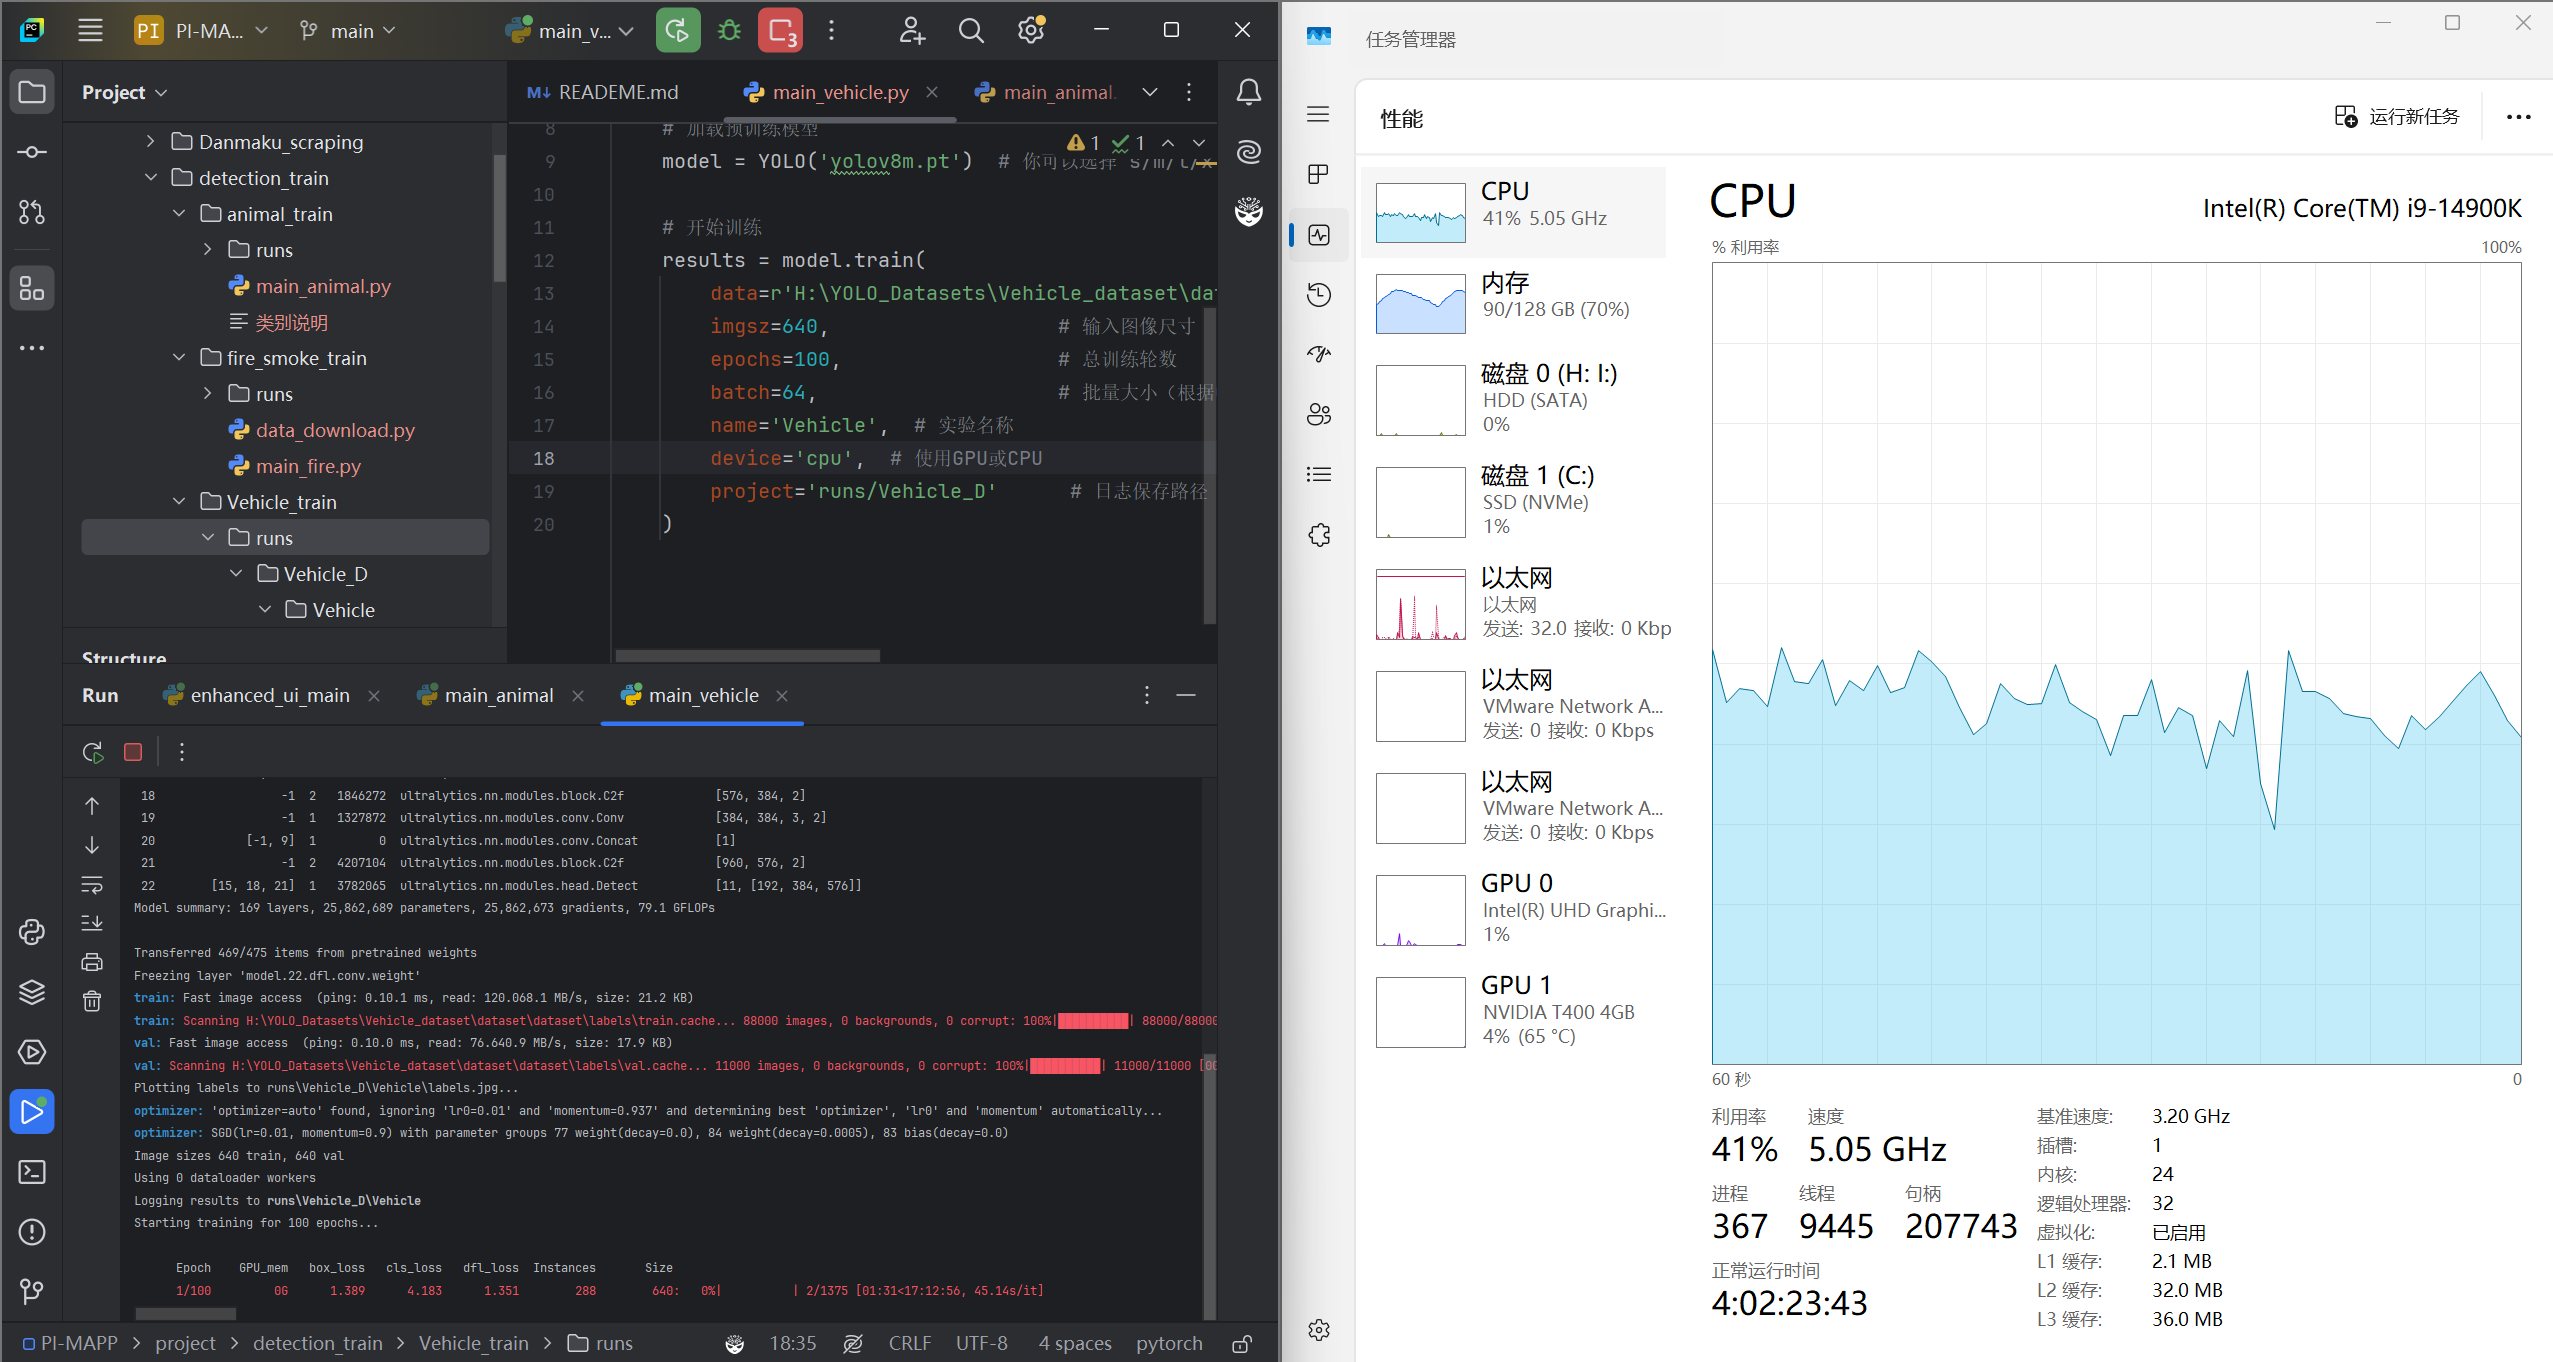 PI PI-MA...
main
main_v...
3
Project
Danmaku_scraping
detection_train
animal_train
runs
main_animal.py
类别说明
fire_smoke_train
runs
data_download.py
main_fire.py
Vehicle_train
runs
Vehicle_D
Vehicle
Structure
READEME.md
main_vehicle.py
main_animal.
1 1
8 # 加载预训练模型
9 model = YOLO('yolov8m.pt') # 你可以选择 s/m/l/x
10
11 # 开始训练
12 results = model.train(
13 data=r'H:\YOLO_Datasets\Vehicle_dataset\da
14 imgsz=640, # 输入图像尺寸
15 epochs=100, # 总训练轮数
16 batch=64, # 批量大小（根据
17 name='Vehicle', # 实验名称
18 device='cpu', # 使用GPU或CPU
19 project='runs/Vehicle_D' # 日志保存路径
20 )
Run enhanced_ui_main main_animal main_vehicle
18 -1 2 1846272 ultralytics.nn.modules.block.C2f [576, 384, 2]
19 -1 1 1327872 ultralytics.nn.modules.conv.Conv [384, 384, 3, 2]
20 [-1, 9] 1 0 ultralytics.nn.modules.conv.Concat [1]
21 -1 2 4207104 ultralytics.nn.modules.block.C2f [960, 576, 2]
22 [15, 18, 21] 1 3782065 ultralytics.nn.modules.head.Detect [11, [192, 384, 576]]
Model summary: 169 layers, 25,862,689 parameters, 25,862,673 gradients, 79.1 GFLOPs
Transferred 469/475 items from pretrained weights
Freezing layer 'model.22.dfl.conv.weight'
train: Fast image access (ping: 0.10.1 ms, read: 120.068.1 MB/s, size: 21.2 KB)
train: Scanning H:\YOLO_Datasets\Vehicle_dataset\dataset\dataset\labels\train.cache... 88000 images, 0 backgrounds, 0 corrupt: 100%|██████████| 88000/88000
val: Fast image access (ping: 0.10.0 ms, read: 76.640.9 MB/s, size: 17.9 KB)
val: Scanning H:\YOLO_Datasets\Vehicle_dataset\dataset\dataset\labels\val.cache... 11000 images, 0 backgrounds, 0 corrupt: 100%|██████████| 11000/11000 [00
Plotting labels to runs\Vehicle_D\Vehicle\labels.jpg...
optimizer: 'optimizer=auto' found, ignoring 'lr0=0.01' and 'momentum=0.937' and determining best 'optimizer', 'lr0' and 'momentum' automatically...
optimizer: SGD(lr=0.01, momentum=0.9) with parameter groups 77 weight(decay=0.0), 84 weight(decay=0.0005), 83 bias(decay=0.0)
Image sizes 640 train, 640 val
Using 0 dataloader workers
Logging results to runs\Vehicle_D\Vehicle
Starting training for 100 epochs...
Epoch GPU_mem box_loss cls_loss dfl_loss Instances Size
1/100 0G 1.389 4.183 1.351 288 640: 0%| | 2/1375 [01:31<17:12:56, 45.14s/it]
PI-MAPP > project > detection_train > Vehicle_train > runs
18:35 CRLF UTF-8 4 spaces pytorch
任务管理器
性能
运行新任务
CPU
41% 5.05 GHz
内存
90/128 GB (70%)
磁盘 0 (H: I:)
HDD (SATA)
0%
磁盘 1 (C:)
SSD (NVMe)
1%
以太网
以太网
发送: 32.0 接收: 0 Kbp
以太网
VMware Network A...
发送: 0 接收: 0 Kbps
以太网
VMware Network A...
发送: 0 接收: 0 Kbps
GPU 0
Intel(R) UHD Graphi...
1%
GPU 1
NVIDIA T400 4GB
4% (65 °C)
CPU
Intel(R) Core(TM) i9-14900K
% 利用率 100%
60 秒 0
利用率 速度
41% 5.05 GHz
进程 线程 句柄
367 9445 207743
正常运行时间
4:02:23:43
基准速度: 3.20 GHz
插槽: 1
内核: 24
逻辑处理器: 32
虚拟化: 已启用
L1 缓存: 2.1 MB
L2 缓存: 32.0 MB
L3 缓存: 36.0 MB